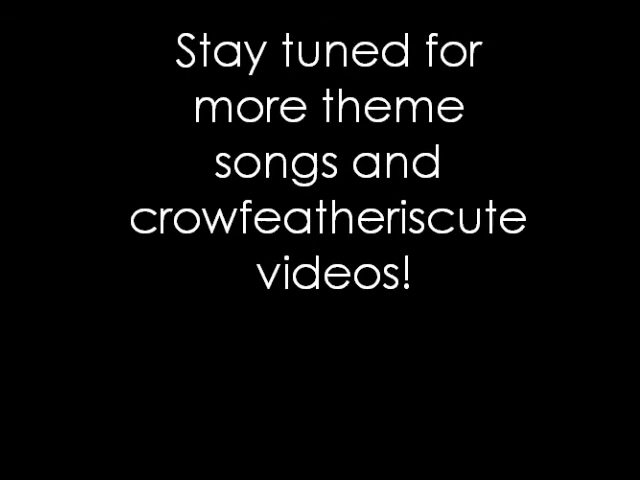 Stay tuned for
more theme
songs and
crowfeatheriscute
videos!